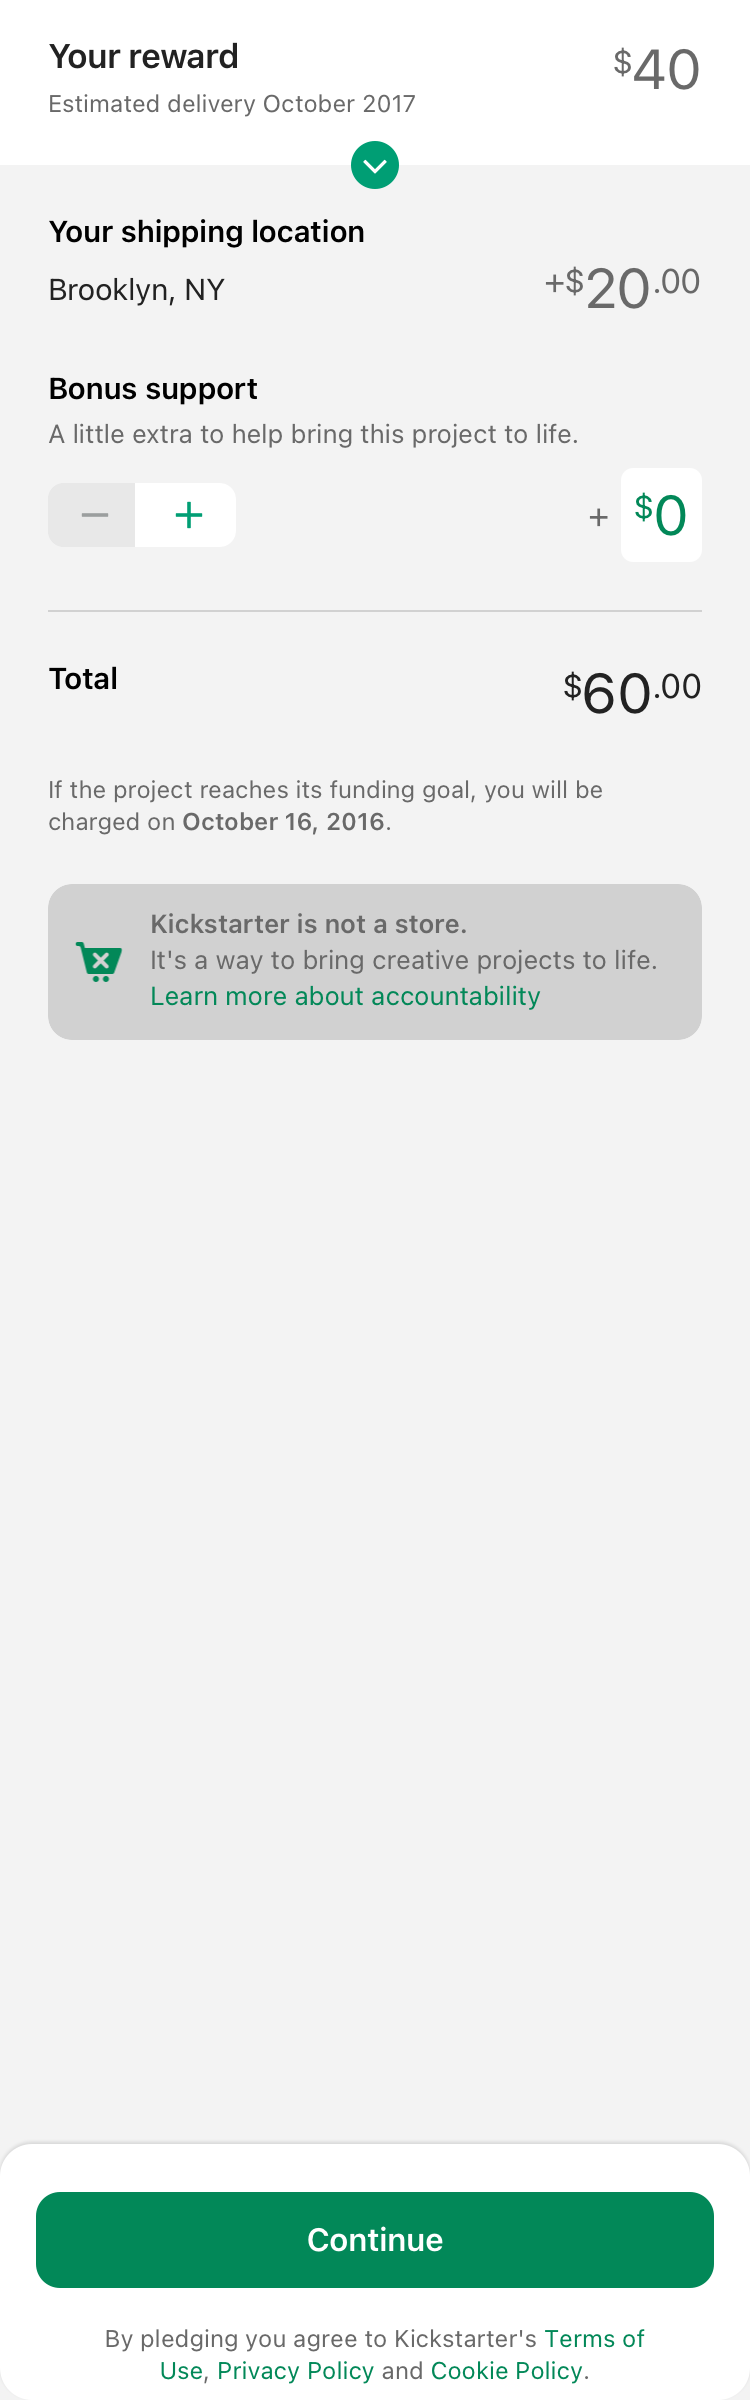 Your reward
$40
Estimated delivery October 2017
Your shipping location
Brooklyn, NY
+$20.00
Bonus support
A little extra to help bring this project to life.
− +
+ $0
Total
$60.00
If the project reaches its funding goal, you will be
charged on October 16, 2016.
Kickstarter is not a store.
It's a way to bring creative projects to life.
Learn more about accountability
Continue
By pledging you agree to Kickstarter's Terms of
Use, Privacy Policy and Cookie Policy.